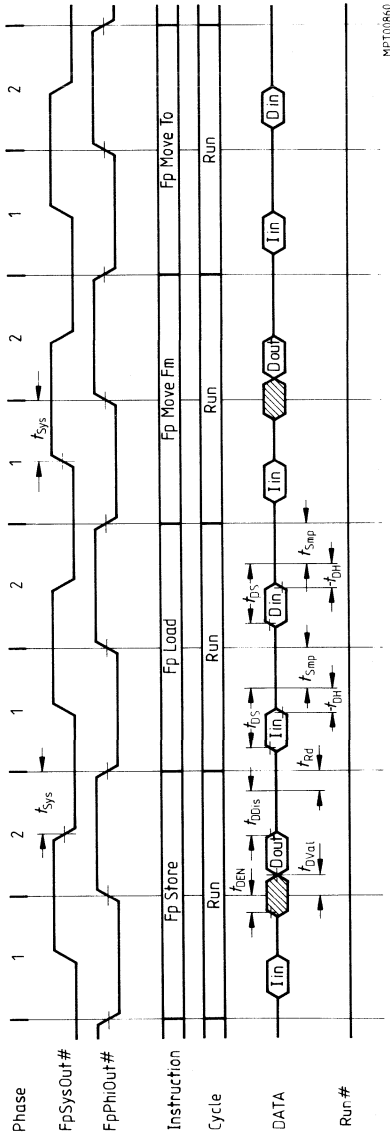 Phase 1 2 1 2 1 2 1 2
FpSysOut# tSys tSys
FpPhiOut#
Instruction Fp Store Fp Load Fp Move Fm Fp Move To
Cycle Run Run Run Run
tDEN tDDis tDS tDS
DATA I in Dout I in D in I in Dout I in D in
tDVal tRd tSmp tSmp
-tDH -tDH
Run#
MPT00860